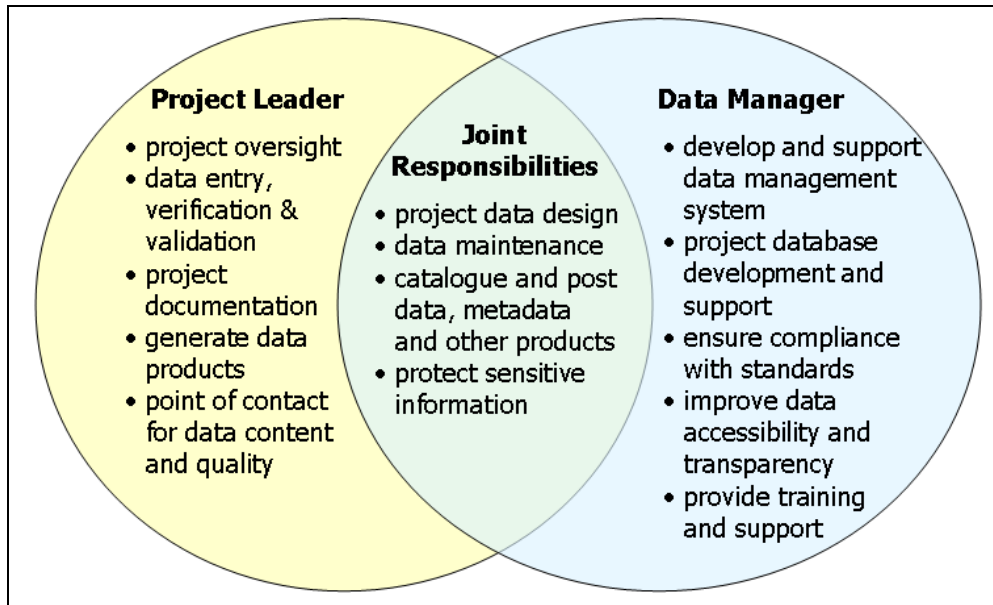 Project Leader
• project oversight
• data entry,
verification &
validation
• project
documentation
• generate data
products
• point of contact
for data content
and quality
Joint
Responsibilities
• project data design
• data maintenance
• catalogue and post
data, metadata
and other products
• protect sensitive
information
Data Manager
• develop and support
data management
system
• project database
development and
support
• ensure compliance
with standards
• improve data
accessibility and
transparency
• provide training
and support